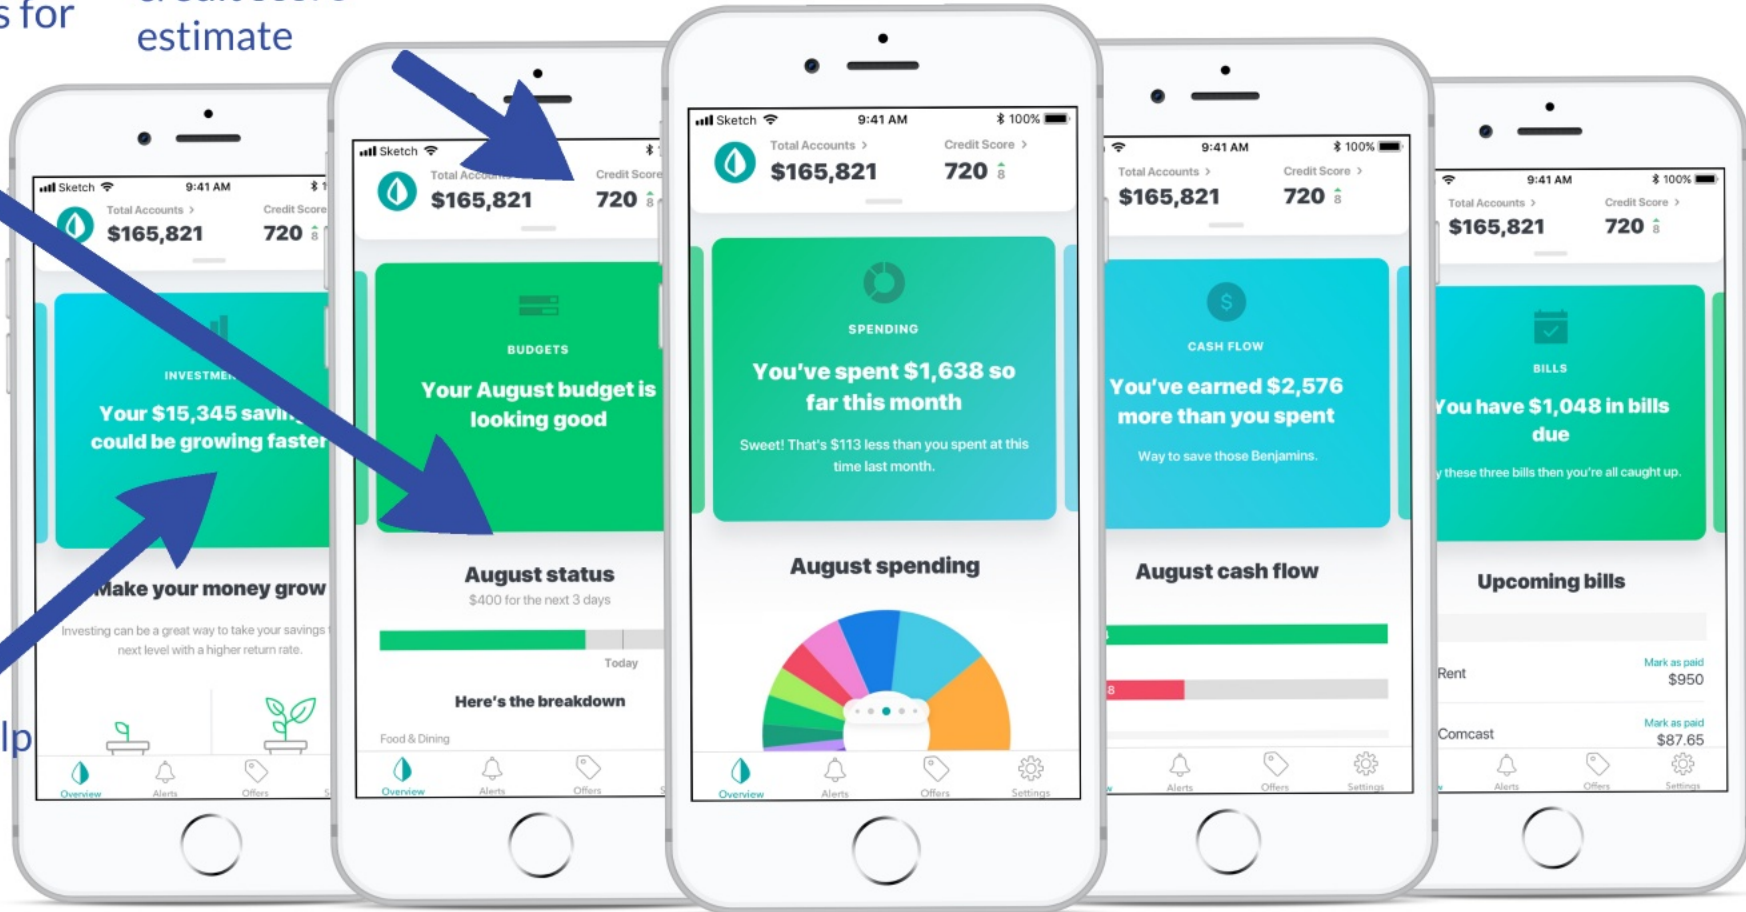 s for
estimate
lp
Sketch 9:41 AM
Total Accounts > Credit Score
$165,821 720 8
INVESTME
Your $15,345 savin
could be growing faster
Make your money grow
Investing can be a great way to take your savings
next level with a higher return rate.
Overview Alerts Offers
Sketch
Total Credit Score
$165,821 720 8
BUDGETS
Your August budget is
looking good
August status
$400 for the next 3 days
Today
Here's the breakdown
Food & Dining
Overview Alerts Offers
Sketch 9:41 AM 100%
Total Accounts > Credit Score >
$165,821 720 8
SPENDING
You've spent $1,638 so
far this month
Sweet! That's $113 less than you spent at this
time last month.
August spending
Overview Alerts Offers Settings
9:41 AM 100%
Total Accounts > Credit Score >
$165,821 720 8
CASH FLOW
You've earned $2,576
more than you spent
Way to save those Benjamins.
August cash flow
8
Alerts Offers Settings
9:41 AM 100%
Total Accounts > Credit Score >
$165,821 720 8
BILLS
You have $1,048 in bills
due
y these three bills then you're all caught up.
Upcoming bills
Mark as paid
Rent $950
Mark as paid
Comcast $87.65
Alerts Offers Settings